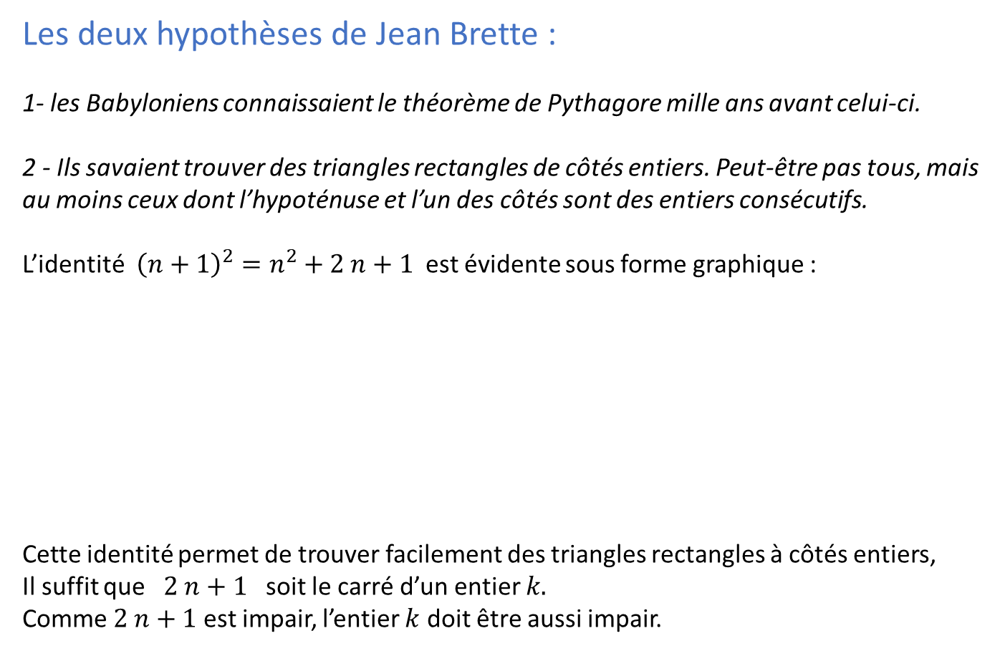 Les deux hypothèses de Jean Brette :
1- les Babyloniens connaissaient le théorème de Pythagore mille ans avant celui-ci.
2 - Ils savaient trouver des triangles rectangles de côtés entiers. Peut-être pas tous, mais
au moins ceux dont l’hypoténuse et l’un des côtés sont des entiers consécutifs.
L’identité (n + 1)² = n² + 2 n + 1 est évidente sous forme graphique :
Cette identité permet de trouver facilement des triangles rectangles à côtés entiers,
Il suffit que 2 n + 1 soit le carré d’un entier k.
Comme 2 n + 1 est impair, l’entier k doit être aussi impair.